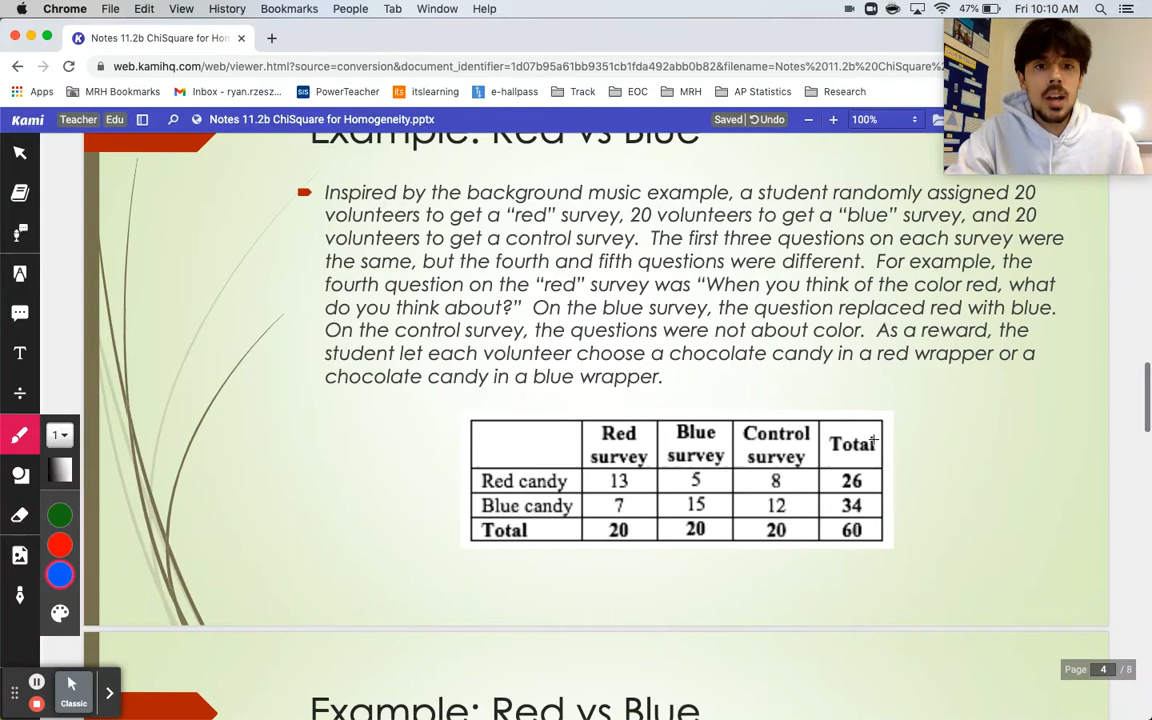 Chrome File Edit View History Bookmarks People Tab Window Help 47% Fri 10:10 AM
Notes 11.2b ChiSquare for Hom
web.kamihq.com/web/viewer.html?source=conversion&document_identifier=1d07b95a61bb9351cb1fda492abb0b82&filename=Notes%2011.2b%20ChiSquare%
Apps MRH Bookmarks Inbox - ryan.rzesz... PowerTeacher itslearning e-hallpass Track EOC MRH AP Statistics Research
Kami Teacher Edu Notes 11.2b ChiSquare for Homogeneity.pptx Saved Undo 100%
Example: Red vs Blue
Inspired by the background music example, a student randomly assigned 20
volunteers to get a “red” survey, 20 volunteers to get a “blue” survey, and 20
volunteers to get a control survey. The first three questions on each survey were
the same, but the fourth and fifth questions were different. For example, the
fourth question on the “red” survey was “When you think of the color red, what
do you think about?” On the blue survey, the question replaced red with blue.
On the control survey, the questions were not about color. As a reward, the
student let each volunteer choose a chocolate candy in a red wrapper or a
chocolate candy in a blue wrapper.
Red survey Blue survey Control survey Total
Red candy 13 5 8 26
Blue candy 7 15 12 34
Total 20 20 20 60
1
Page 4 / 8
Classic
Example: Red vs Blue